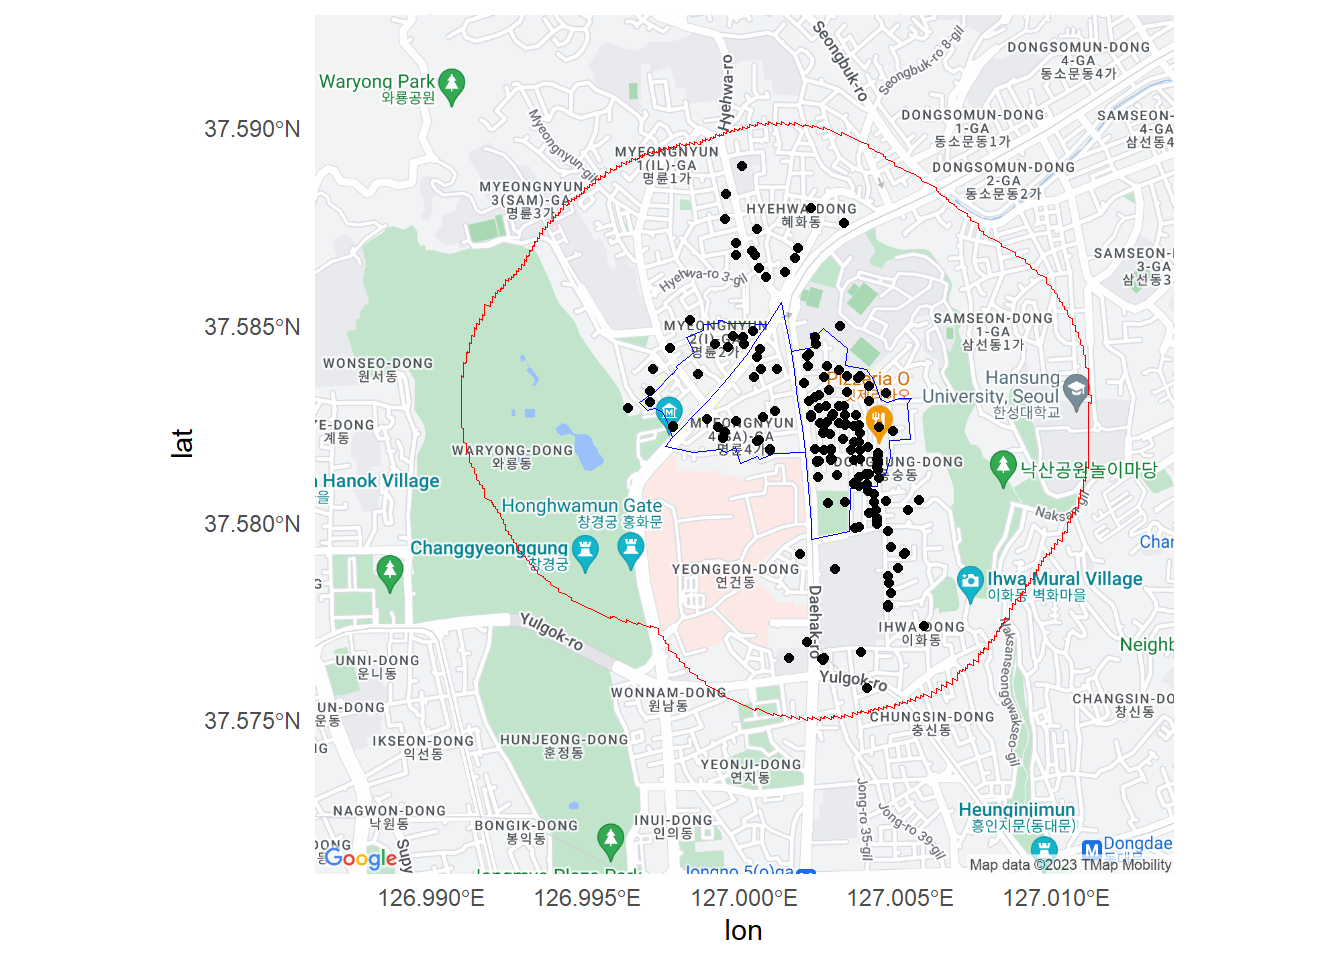 Waryong Park
와룡공원
Hyehwa-ro
Seongbuk-ro
Seongbuk-ro 8-gil
DONGSOMUN-DONG
4-GA
동소문동4가
DONGSOMUN-DONG
1-GA
동소문동1가
SAMSEON-
4-GA
삼선동4
37.590°N
Myeongnyun-gil
MYEONGNYUN
1(IL)-GA
명륜1가
DONGSOMUN-DONG
2-GA
동소문동2가
MYEONGNYUN
3(SAM)-GA
명륜3가
HYEHWA-DONG
혜화동
SAMSEON-
3-GA
삼선동3
Hyehwa-ro 3-gil
37.585°N
MYEONGNYUN
2(I)-GA
명륜2가
SAMSEON-DONG
1-GA
삼선동1가
WONSEO-DONG
원서동
Pizzeria O
Hansung
University, Seoul
한성대학교
YE-DONG
계동
MYEONGNYUN
4(SA)-GA
명륜4가
WARYONG-DONG
와룡동
lat
DONGSUNG-DONG
낙산공원놀이마당
Hanok Village
을
Honghwamun Gate
창경궁 홍화문
Naksan-gil
37.580°N
Changgyeonggung
창경궁
YEONGEON-DONG
연건동
Ihwa Mural Village
이화동 벽화마을
Daehak-ro
IHWA-DONG
이화동
Yulgok-ro
Naksanseonggwakseo-gil
UNNI-DONG
운니동
Yulgok-ro
WONNAM-DONG
원남동
CHANGSIN-DO
창신동
37.575°N
UN-DONG
운동
CHUNGSIN-DONG
충신동
IKSEON-DONG
익선동
HUNJEONG-DONG
훈정동
YEONJI-DONG
연지동
Jong-ro 35-gil
Jong-ro 39-gil
NAGWON-DONG
낙원동
BONGIK-DONG
봉익동
INUI-DONG
인의동
Heunginjimun
흥인지문(동대문)
Dongdae
Google
Map data ©2023 TMap Mobility
126.990°E
126.995°E
127.000°E
127.005°E
127.010°E
lon